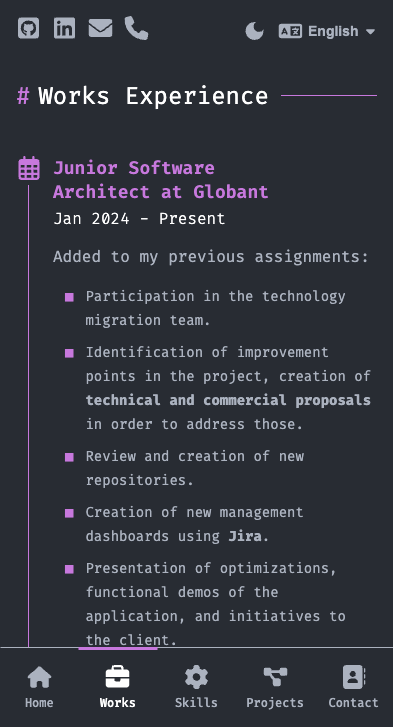 English
# Works Experience
Junior Software
Architect at Globant
Jan 2024 - Present
Added to my previous assignments:
Participation in the technology
migration team.
Identification of improvement
points in the project, creation of
technical and commercial proposals
in order to address those.
Review and creation of new
repositories.
Creation of new management
dashboards using Jira.
Presentation of optimizations,
functional demos of the
application, and initiatives to
the client.
Home Works Skills Projects Contact